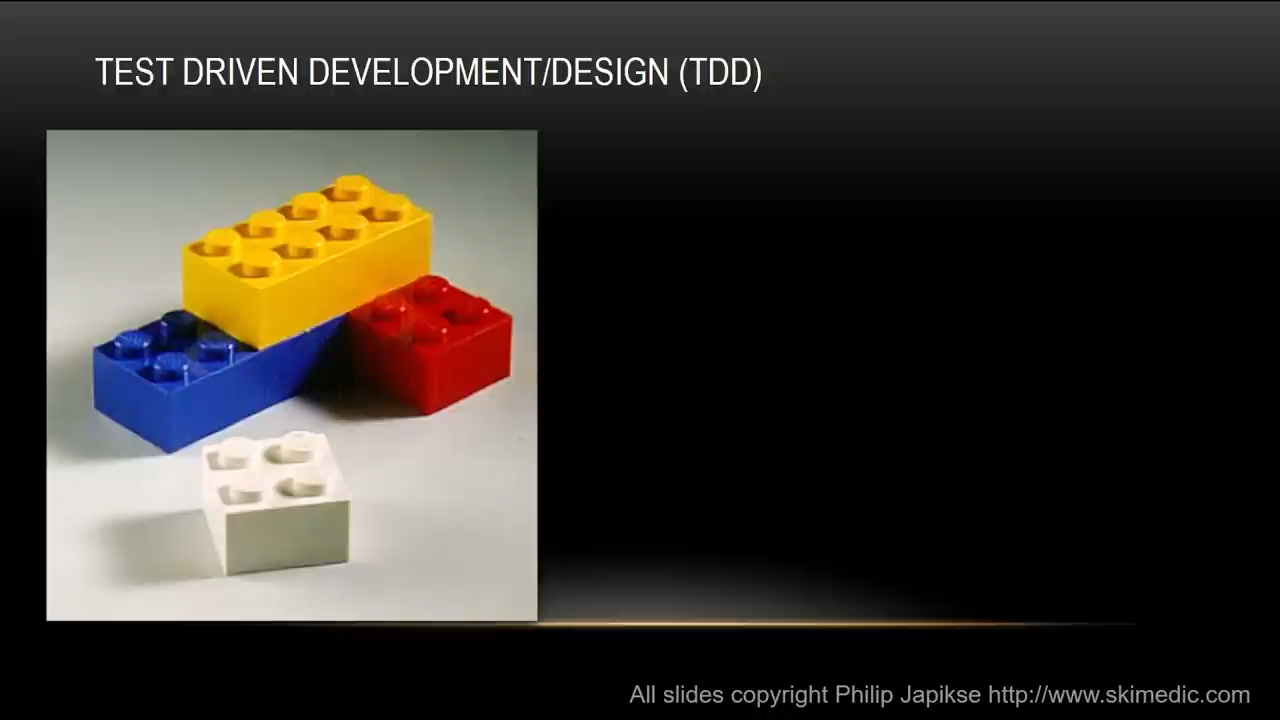 TEST DRIVEN DEVELOPMENT/DESIGN (TDD)
All slides copyright Philip Japikse http://www.skimedic.com